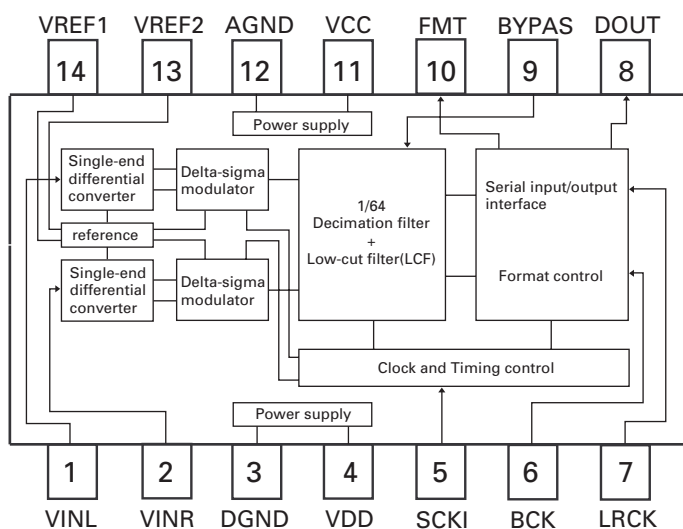 VREF1 VREF2 AGND VCC FMT BYPAS DOUT
14 13 12 11 10 9 8
Power supply
Single-end
differential
converter
Delta-sigma
modulator
1/64
Decimation filter
+
Low-cut filter(LCF)
Serial input/output
interface
reference
Single-end
differential
converter
Delta-sigma
modulator
Format control
Clock and Timing control
Power supply
1 2 3 4 5 6 7
VINL VINR DGND VDD SCKI BCK LRCK